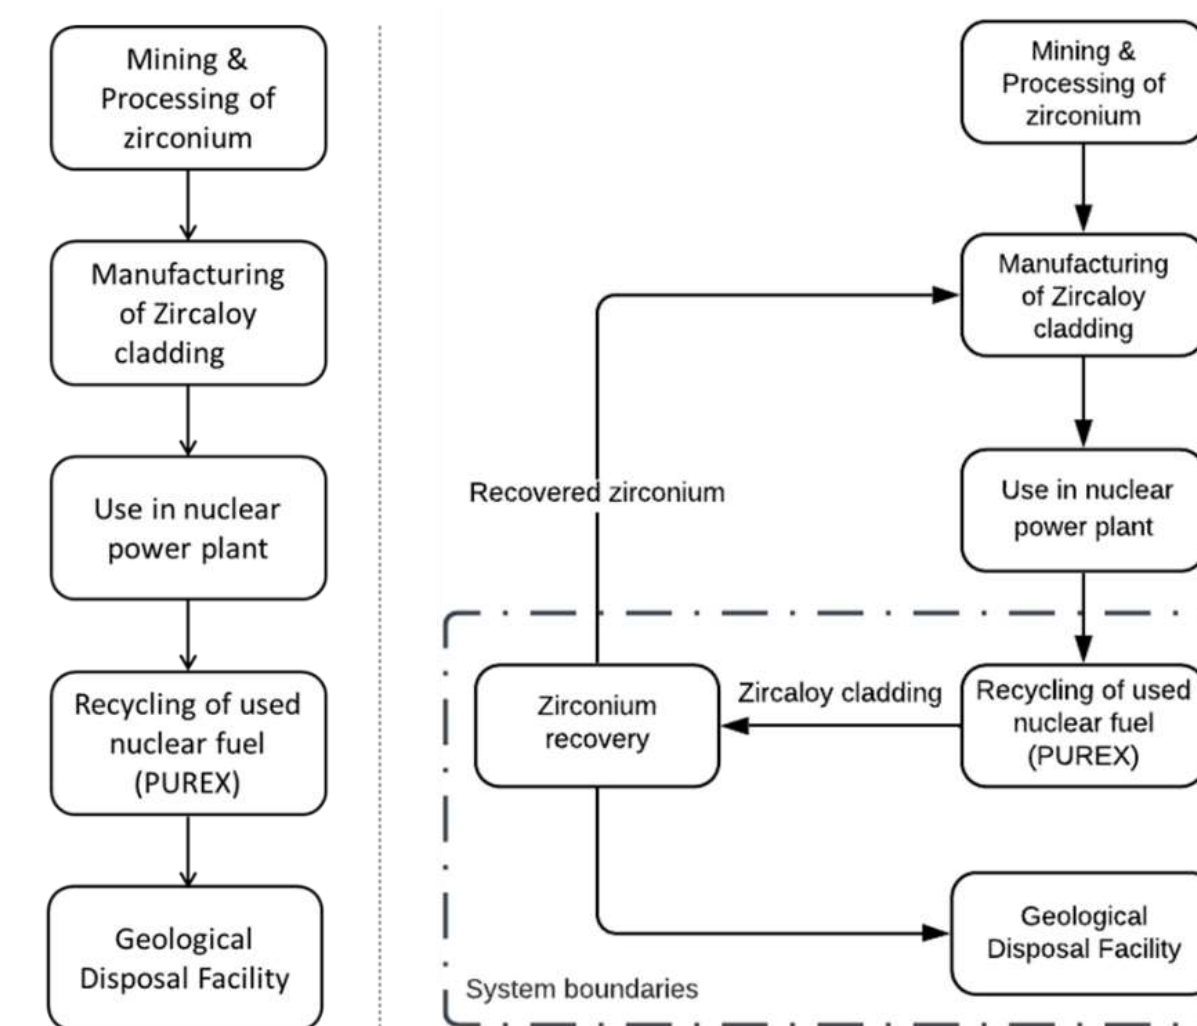 Mining &
Processing of
zirconium
Manufacturing
of Zircaloy
cladding
Use in nuclear
power plant
Recycling of used
nuclear fuel
(PUREX)
Geological
Disposal Facility
Mining &
Processing of
zirconium
Manufacturing
of Zircaloy
cladding
Recovered zirconium
Use in nuclear
power plant
Zirconium
recovery
Zircaloy cladding
Recycling of used
nuclear fuel
(PUREX)
Geological
Disposal Facility
System boundaries